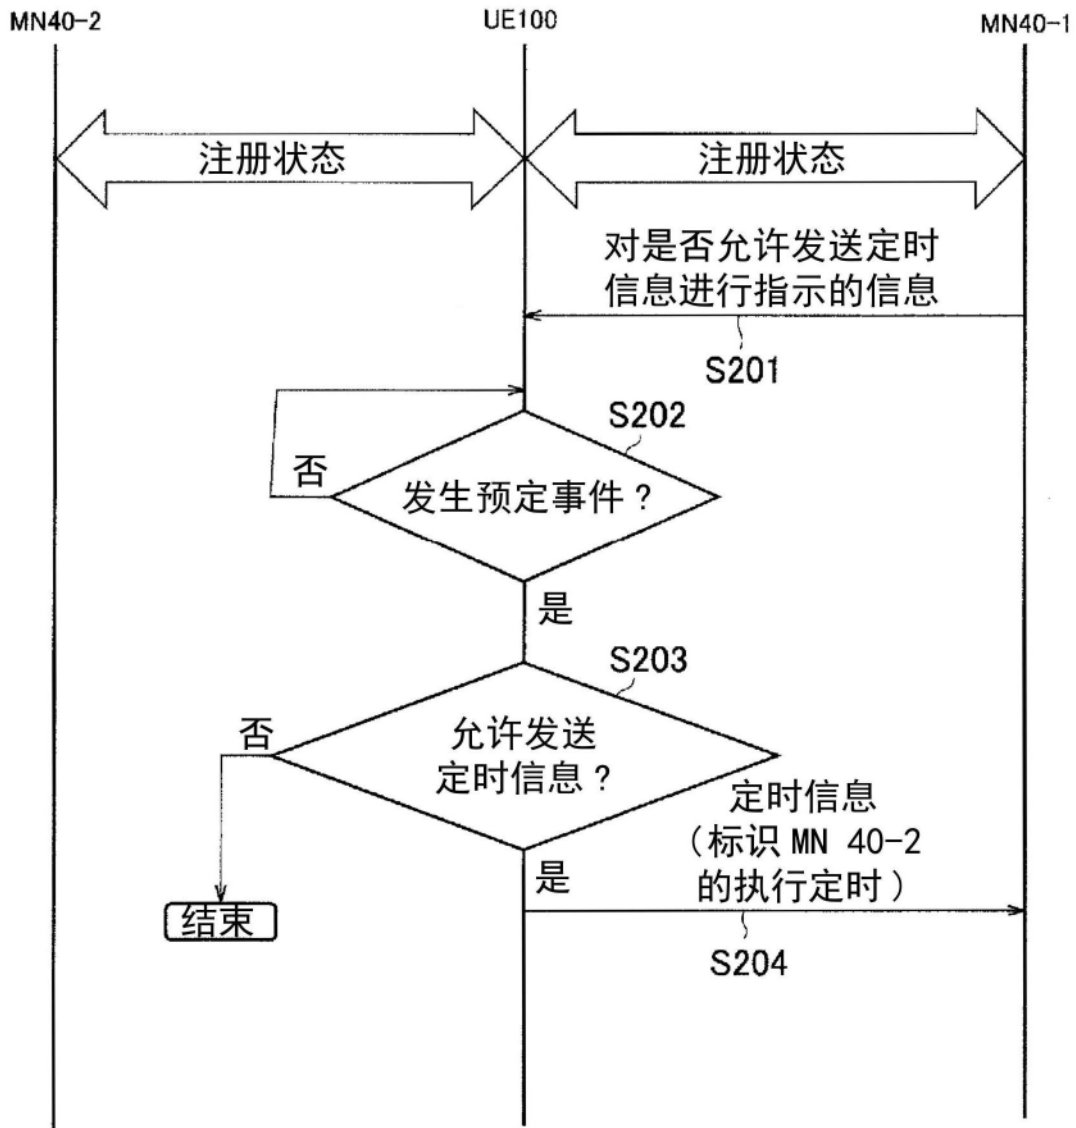 MN40-2
UE100
MN40-1
注册状态
注册状态
对是否允许发送定时
信息进行指示的信息
S201
S202
否
发生预定事件？
是
S203
否
允许发送
定时信息？
定时信息
（标识 MN 40-2
的执行定时）
是
结束
S204